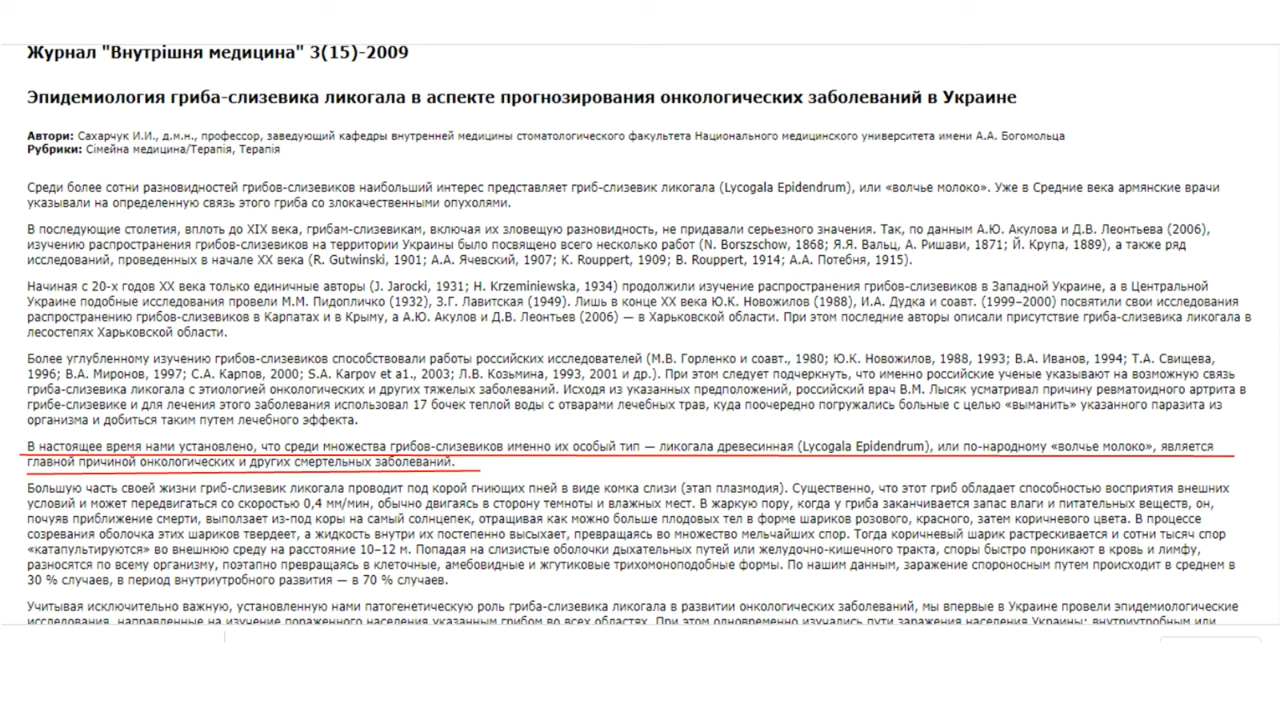 Журнал "Внутрішня медицина" 3(15)-2009
Эпидемиология гриба-слизевика ликогала в аспекте прогнозирования онкологических заболеваний в Украине
Автори: Сахарчук И.И., д.м.н., профессор, заведующий кафедры внутренней медицины стоматологического факультета Национального медицинского университета имени А.А. Богомольца
Рубрики: Сімейна медицина/Терапія, Терапія
Среди более сотни разновидностей грибов-слизевиков наибольший интерес представляет гриб-слизевик ликогала (Lycogala Epidendrum), или «волчье молоко». Уже в Средние века армянские врачи
указывали на определенную связь этого гриба со злокачественными опухолями.
В последующие столетия, вплоть до XIX века, грибам-слизевикам, включая их зловещую разновидность, не придавали серьезного значения. Так, по данным А.Ю. Акулова и Д.В. Леонтьева (2006),
изучению распространения грибов-слизевиков на территории Украины было посвящено всего несколько работ (N. Borszschow, 1868; Я.Я. Вальц, А. Ришави, 1871; Й. Крупа, 1889), а также ряд
исследований, проведенных в начале XX века (R. Gutwinski, 1901; А.А. Ячевский, 1907; K. Rouppert, 1909; B. Rouppert, 1914; А.А. Потебня, 1915).
Начиная с 20-х годов XX века только единичные авторы (J. Jarocki, 1931; H. Krzeminiewska, 1934) продолжили изучение распространения грибов-слизевиков в Западной Украине, а в Центральной
Украине подобные исследования провели М.М. Пидопличко (1932), З.Г. Лавитская (1949). Лишь в конце XX века Ю.К. Новожилов (1988), И.А. Дудка и соавт. (1999–2000) посвятили свои исследования
распространению грибов-слизевиков в Карпатах и в Крыму, а А.Ю. Акулов и Д.В. Леонтьев (2006) — в Харьковской области. При этом последние авторы описали присутствие гриба-слизевика ликогала в
лесостепях Харьковской области.
Более углубленному изучению грибов-слизевиков способствовали работы российских исследователей (М.В. Горленко и соавт., 1980; Ю.К. Новожилов, 1988, 1993; В.А. Иванов, 1994; Т.А. Свищева,
1996; В.А. Миронов, 1997; С.А. Карпов, 2000; S.A. Karpov et a1., 2003; Л.В. Козьмина, 1993, 2001 и др.). При этом следует подчеркнуть, что именно российские ученые указывают на возможную связь
гриба-слизевика ликогала с этиологией онкологических и других тяжелых заболеваний. Исходя из указанных предположений, российский врач В.М. Лысяк усматривал причину ревматоидного артрита в
грибе-слизевике и для лечения этого заболевания использовал 17 бочек теплой воды с отварами лечебных трав, куда поочередно погружались больные с целью «выманить» указанного паразита из
организма и добиться таким путем лечебного эффекта.
В настоящее время нами установлено, что среди множества грибов-слизевиков именно их особый тип — ликогала древесинная (Lycogala Epidendrum), или по-народному «волчье молоко», является
главной причиной онкологических и других смертельных заболеваний.
Большую часть своей жизни гриб-слизевик ликогала проводит под корой гниющих пней в виде комка слизи (этап плазмодия). Существенно, что этот гриб обладает способностью восприятия внешних
условий и может передвигаться со скоростью 0,4 мм/мин, обычно двигаясь в сторону темноты и влажных мест. В жаркую пору, когда у гриба заканчивается запас влаги и питательных веществ, он,
почуяв приближение смерти, выползает из-под коры на самый солнцепек, отращивая как можно больше плодовых тел в форме шариков розового, красного, затем коричневого цвета. В процессе
созревания оболочка этих шариков твердеет, а жидкость внутри их постепенно высыхает, превращаясь во множество мельчайших спор. Тогда коричневый шарик растрескивается и сотни тысяч спор
«катапультируются» во внешнюю среду на расстояние 10–12 м. Попадая на слизистые оболочки дыхательных путей или желудочно-кишечного тракта, споры быстро проникают в кровь и лимфу,
разносятся по всему организму, поэтапно превращаясь в клеточные, амебовидные и жгутиковые трихомоноподобные формы. По нашим данным, заражение спороносным путем происходит в среднем в
30 % случаев, в период внутриутробного развития — в 70 % случаев.
Учитывая исключительно важную, установленную нами патогенетическую роль гриба-слизевика ликогала в развитии онкологических заболеваний, мы впервые в Украине провели эпидемиологические
исследования, направленные на изучение пораженного населения указанным грибом во всех областях. При этом одновременно изучались пути заражения населения Украины: внутриутробным или